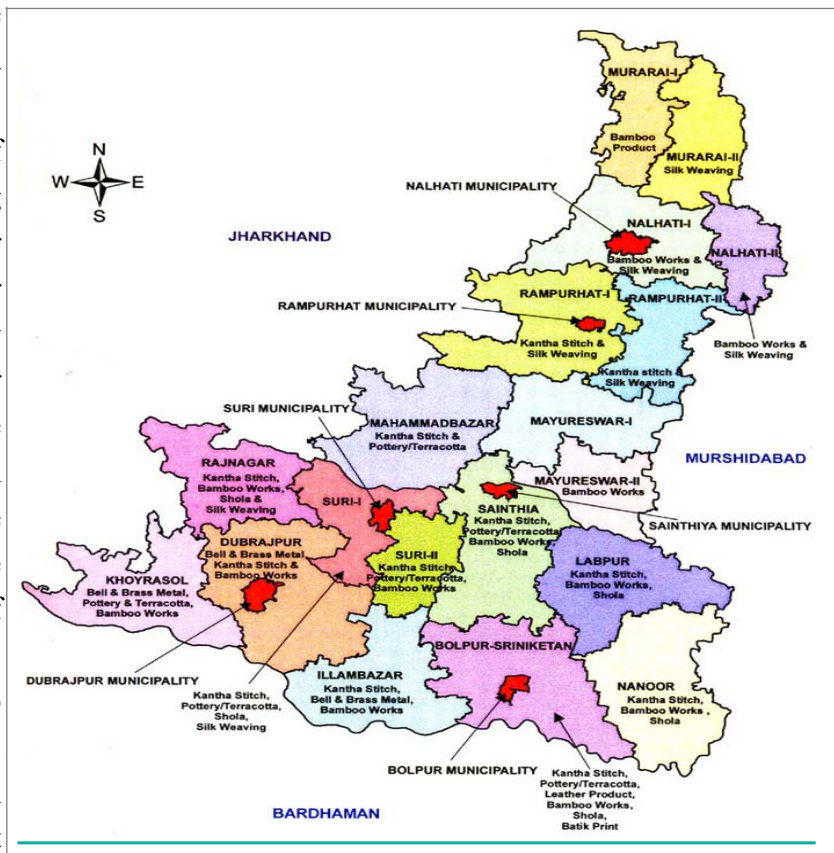 MURARAI-I
Bamboo
Product
MURARAI-II
Silk Weaving
N
W
E
S
NALHATI MUNICIPALITY
NALHATI-I
Bamboo Works &
Silk Weaving
NALHATI-II
JHARKHAND
RAMPURHAT-I
RAMPURHAT-II
RAMPURHAT MUNICIPALITY
Kantha Stitch &
Silk Weaving
Bamboo Works &
Silk Weaving
Kantha stitch &
Silk Weaving
SURI MUNICIPALITY
MAHAMMADBAZAR
Kantha Stitch &
Pottery/Terracotta
MAYURESWAR-I
MURSHIDABAD
RAJNAGAR
Kantha Stitch,
Bamboo Works,
Shola &
Silk Weaving
MAYURESWAR-II
Bamboo Works
SURI-I
SAINTHIA
Kantha Stitch,
Pottery/Terracotta
Bamboo Works
Shola
SAINTHIYA MUNICIPALITY
DUBRAJPUR
Bell & Brass Metal
Kantha Stitch &
Bamboo Works
SURI-II
Kantha Stitch,
Pottery/Terracotta,
Bamboo Works
LABPUR
Kantha Stitch,
Bamboo Works,
Shola
KHOYRASOL
Bell & Brass Metal,
Pottery & Terracotta,
Bamboo Works
BOLPUR-SRINIKETAN
DUBRAJPUR MUNICIPALITY
ILLAMBAZAR
Kantha Stitch,
Bell & Brass Metal,
Bamboo Works
NANOOR
Kantha Stitch,
Bamboo Works ,
Shola
Kantha Stitch,
Pottery/Terracotta,
Shola,
Silk Weaving
BOLPUR MUNICIPALITY
Kantha Stitch,
Pottery/Terracotta,
Leather Product,
Bamboo Works,
Shola,
Batik Print
BARDHAMAN